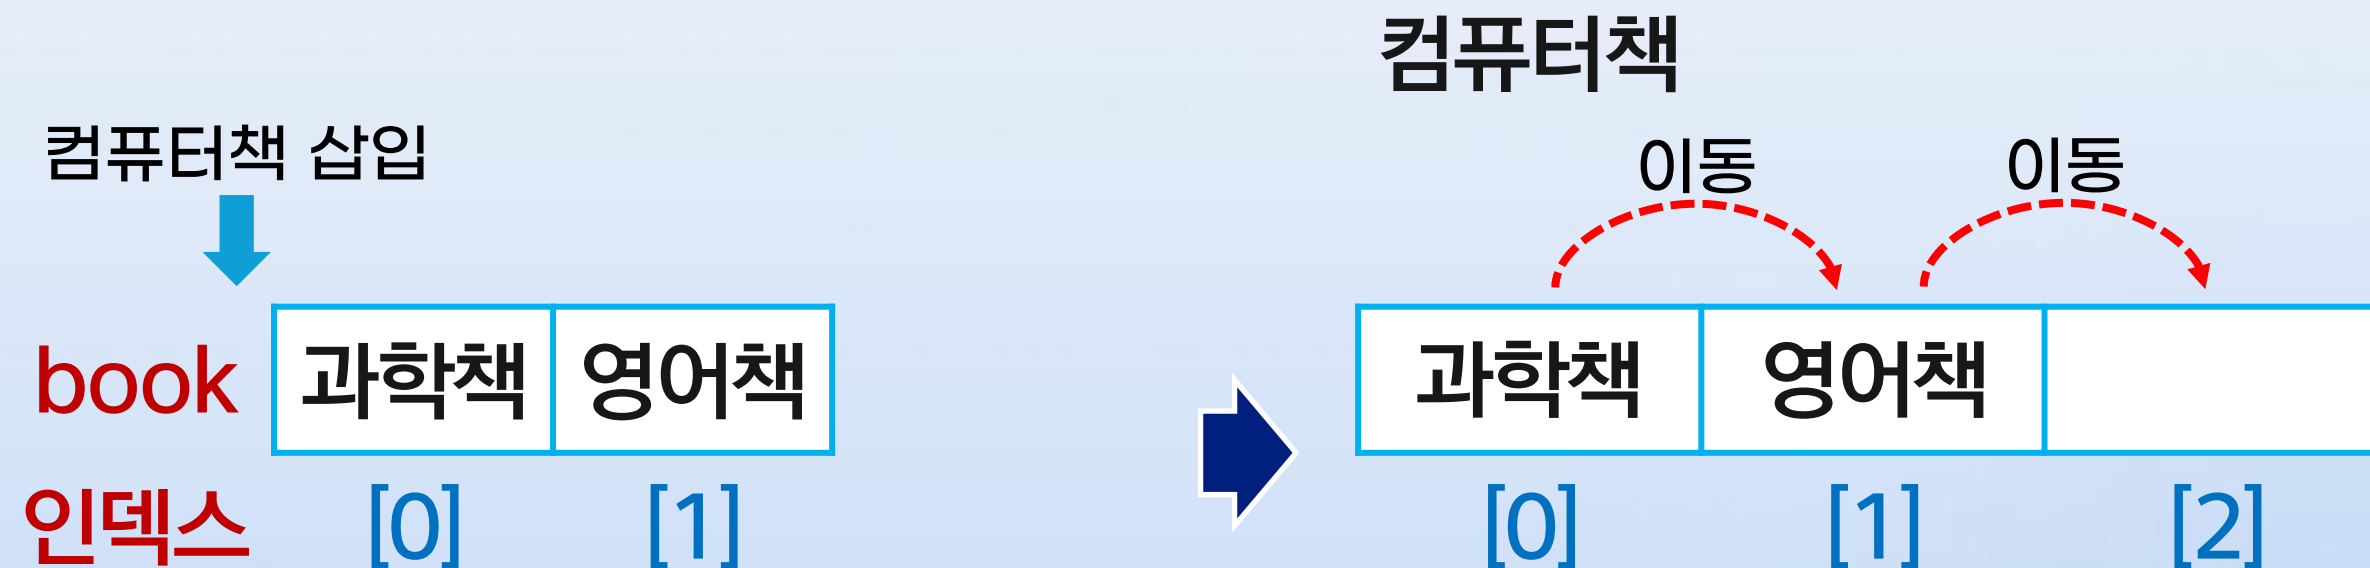 컴퓨터책 삽입
book 과학책 영어책
인덱스 [0] [1]
컴퓨터책
이동 이동
과학책 영어책
[0] [1] [2]